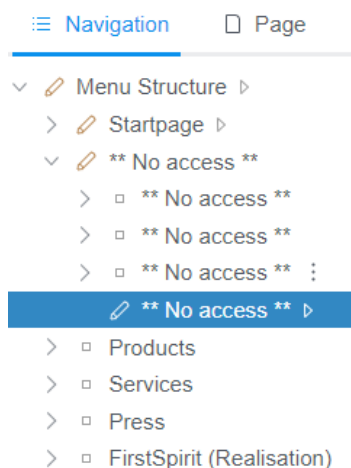 Navigation Page
Menu Structure
Startpage
** No access **
** No access **
** No access **
** No access **
** No access **
Products
Services
Press
FirstSpirit (Realisation)